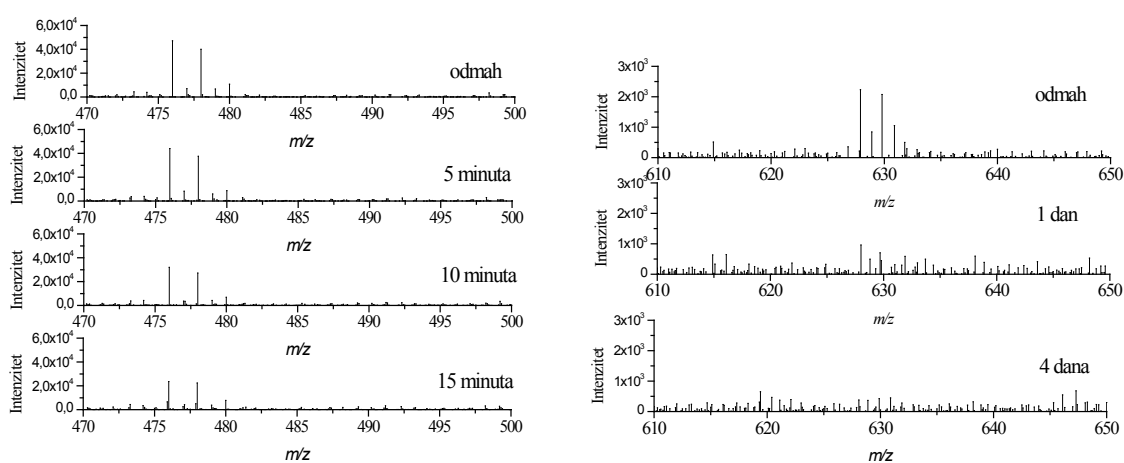 6,0x10⁴
4,0x10⁴
2,0x10⁴
0,0
Intenzitet
odmah
470 475 480 485 490 495 500
m/z
6,0x10⁴
4,0x10⁴
2,0x10⁴
0,0
Intenzitet
5 minuta
470 475 480 485 490 495 500
m/z
6,0x10⁴
4,0x10⁴
2,0x10⁴
0,0
Intenzitet
10 minuta
470 475 480 485 490 495 500
m/z
6,0x10⁴
4,0x10⁴
2,0x10⁴
0,0
Intenzitet
15 minuta
470 475 480 485 490 495 500
m/z
3x10³
2x10³
1x10³
0
Intenzitet
odmah
610 620 630 640 650
m/z
3x10³
2x10³
1x10³
0
Intenzitet
1 dan
610 620 630 640 650
m/z
3x10³
2x10³
1x10³
0
Intenzitet
4 dana
610 620 630 640 650
m/z